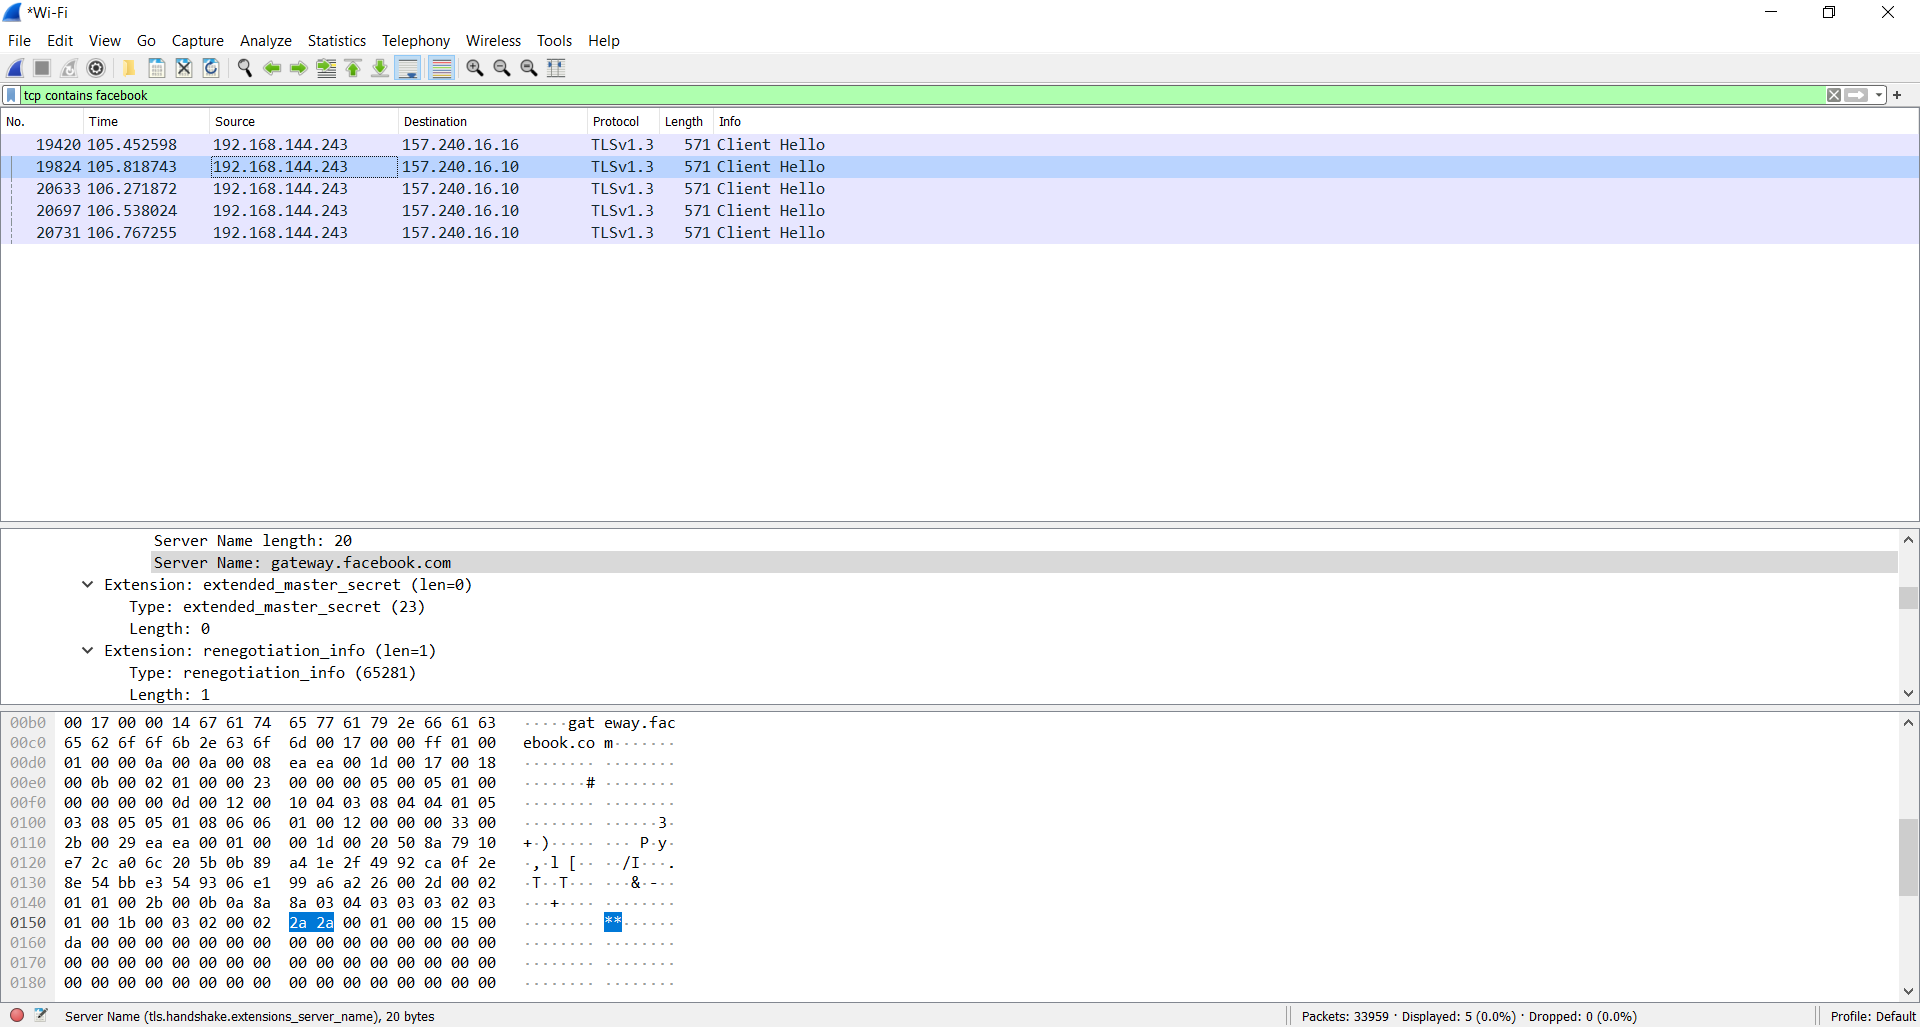 *Wi-Fi
File Edit View Go Capture Analyze Statistics Telephony Wireless Tools Help
tcp contains facebook
No. Time Source Destination Protocol Length Info
19420 105.452598 192.168.144.243 157.240.16.16 TLSv1.3 571 Client Hello
19824 105.818743 192.168.144.243 157.240.16.10 TLSv1.3 571 Client Hello
20633 106.271872 192.168.144.243 157.240.16.10 TLSv1.3 571 Client Hello
20697 106.538024 192.168.144.243 157.240.16.10 TLSv1.3 571 Client Hello
20731 106.767255 192.168.144.243 157.240.16.10 TLSv1.3 571 Client Hello
Server Name length: 20
Server Name: gateway.facebook.com
Extension: extended_master_secret (len=0)
Type: extended_master_secret (23)
Length: 0
Extension: renegotiation_info (len=1)
Type: renegotiation_info (65281)
Length: 1
00b0 00 17 00 00 14 67 61 74 65 77 61 79 2e 66 61 63 ·····gat eway.fac
00c0 65 62 6f 6f 6b 2e 63 6f 6d 00 17 00 00 ff 01 00 ebook.co m·······
00d0 01 00 00 0a 00 0a 00 08 ea ea 00 1d 00 17 00 18 ········ ········
00e0 00 0b 00 02 01 00 00 23 00 00 00 05 00 05 01 00 ·······# ········
00f0 00 00 00 00 0d 00 12 00 10 04 03 08 04 04 01 05 ········ ········
0100 03 08 05 05 01 08 06 06 01 00 12 00 00 00 33 00 ········ ······3·
0110 2b 00 29 ea ea 00 01 00 00 1d 00 20 50 8a 79 10 +·)····· ··· P·y·
0120 e7 2c a0 6c 20 5b 0b 89 a4 1e 2f 49 92 ca 0f 2e ·,·l [·· ··/I···.
0130 8e 54 bb e3 54 93 06 e1 99 a6 a2 26 00 2d 00 02 ·T··T··· ···&·-··
0140 01 01 00 2b 00 0b 0a 8a 8a 03 04 03 03 03 02 03 ···+···· ········
0150 01 00 1b 00 03 02 00 02 2a 2a 00 01 00 00 15 00 ········ **······
0160 da 00 00 00 00 00 00 00 00 00 00 00 00 00 00 00 ········ ········
0170 00 00 00 00 00 00 00 00 00 00 00 00 00 00 00 00 ········ ········
0180 00 00 00 00 00 00 00 00 00 00 00 00 00 00 00 00 ········ ········
Server Name (tls.handshake.extensions_server_name), 20 bytes Packets: 33959 · Displayed: 5 (0.0%) · Dropped: 0 (0.0%) Profile: Default